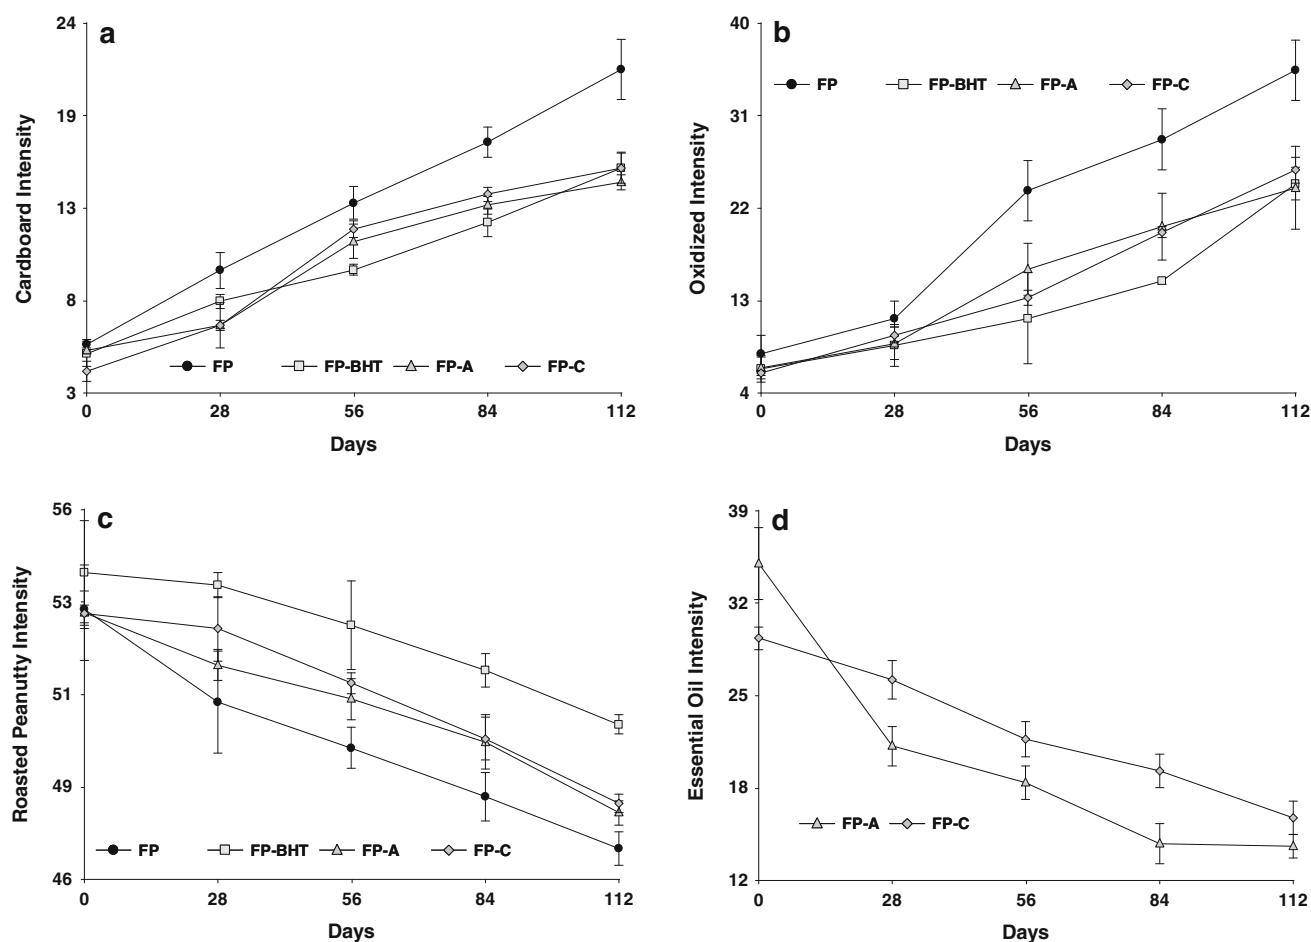 a
24
19
13
8
3
Cardboard Intensity
FP FP-BHT FP-A FP-C
0 28 56 84 112
Days
b
40
31
22
13
4
Oxidized Intensity
FP FP-BHT FP-A FP-C
0 28 56 84 112
Days
c
56
53
51
49
46
Roasted Peanutty Intensity
FP FP-BHT FP-A FP-C
0 28 56 84 112
Days
d
39
32
25
18
12
Essential Oil Intensity
FP-A FP-C
0 28 56 84 112
Days